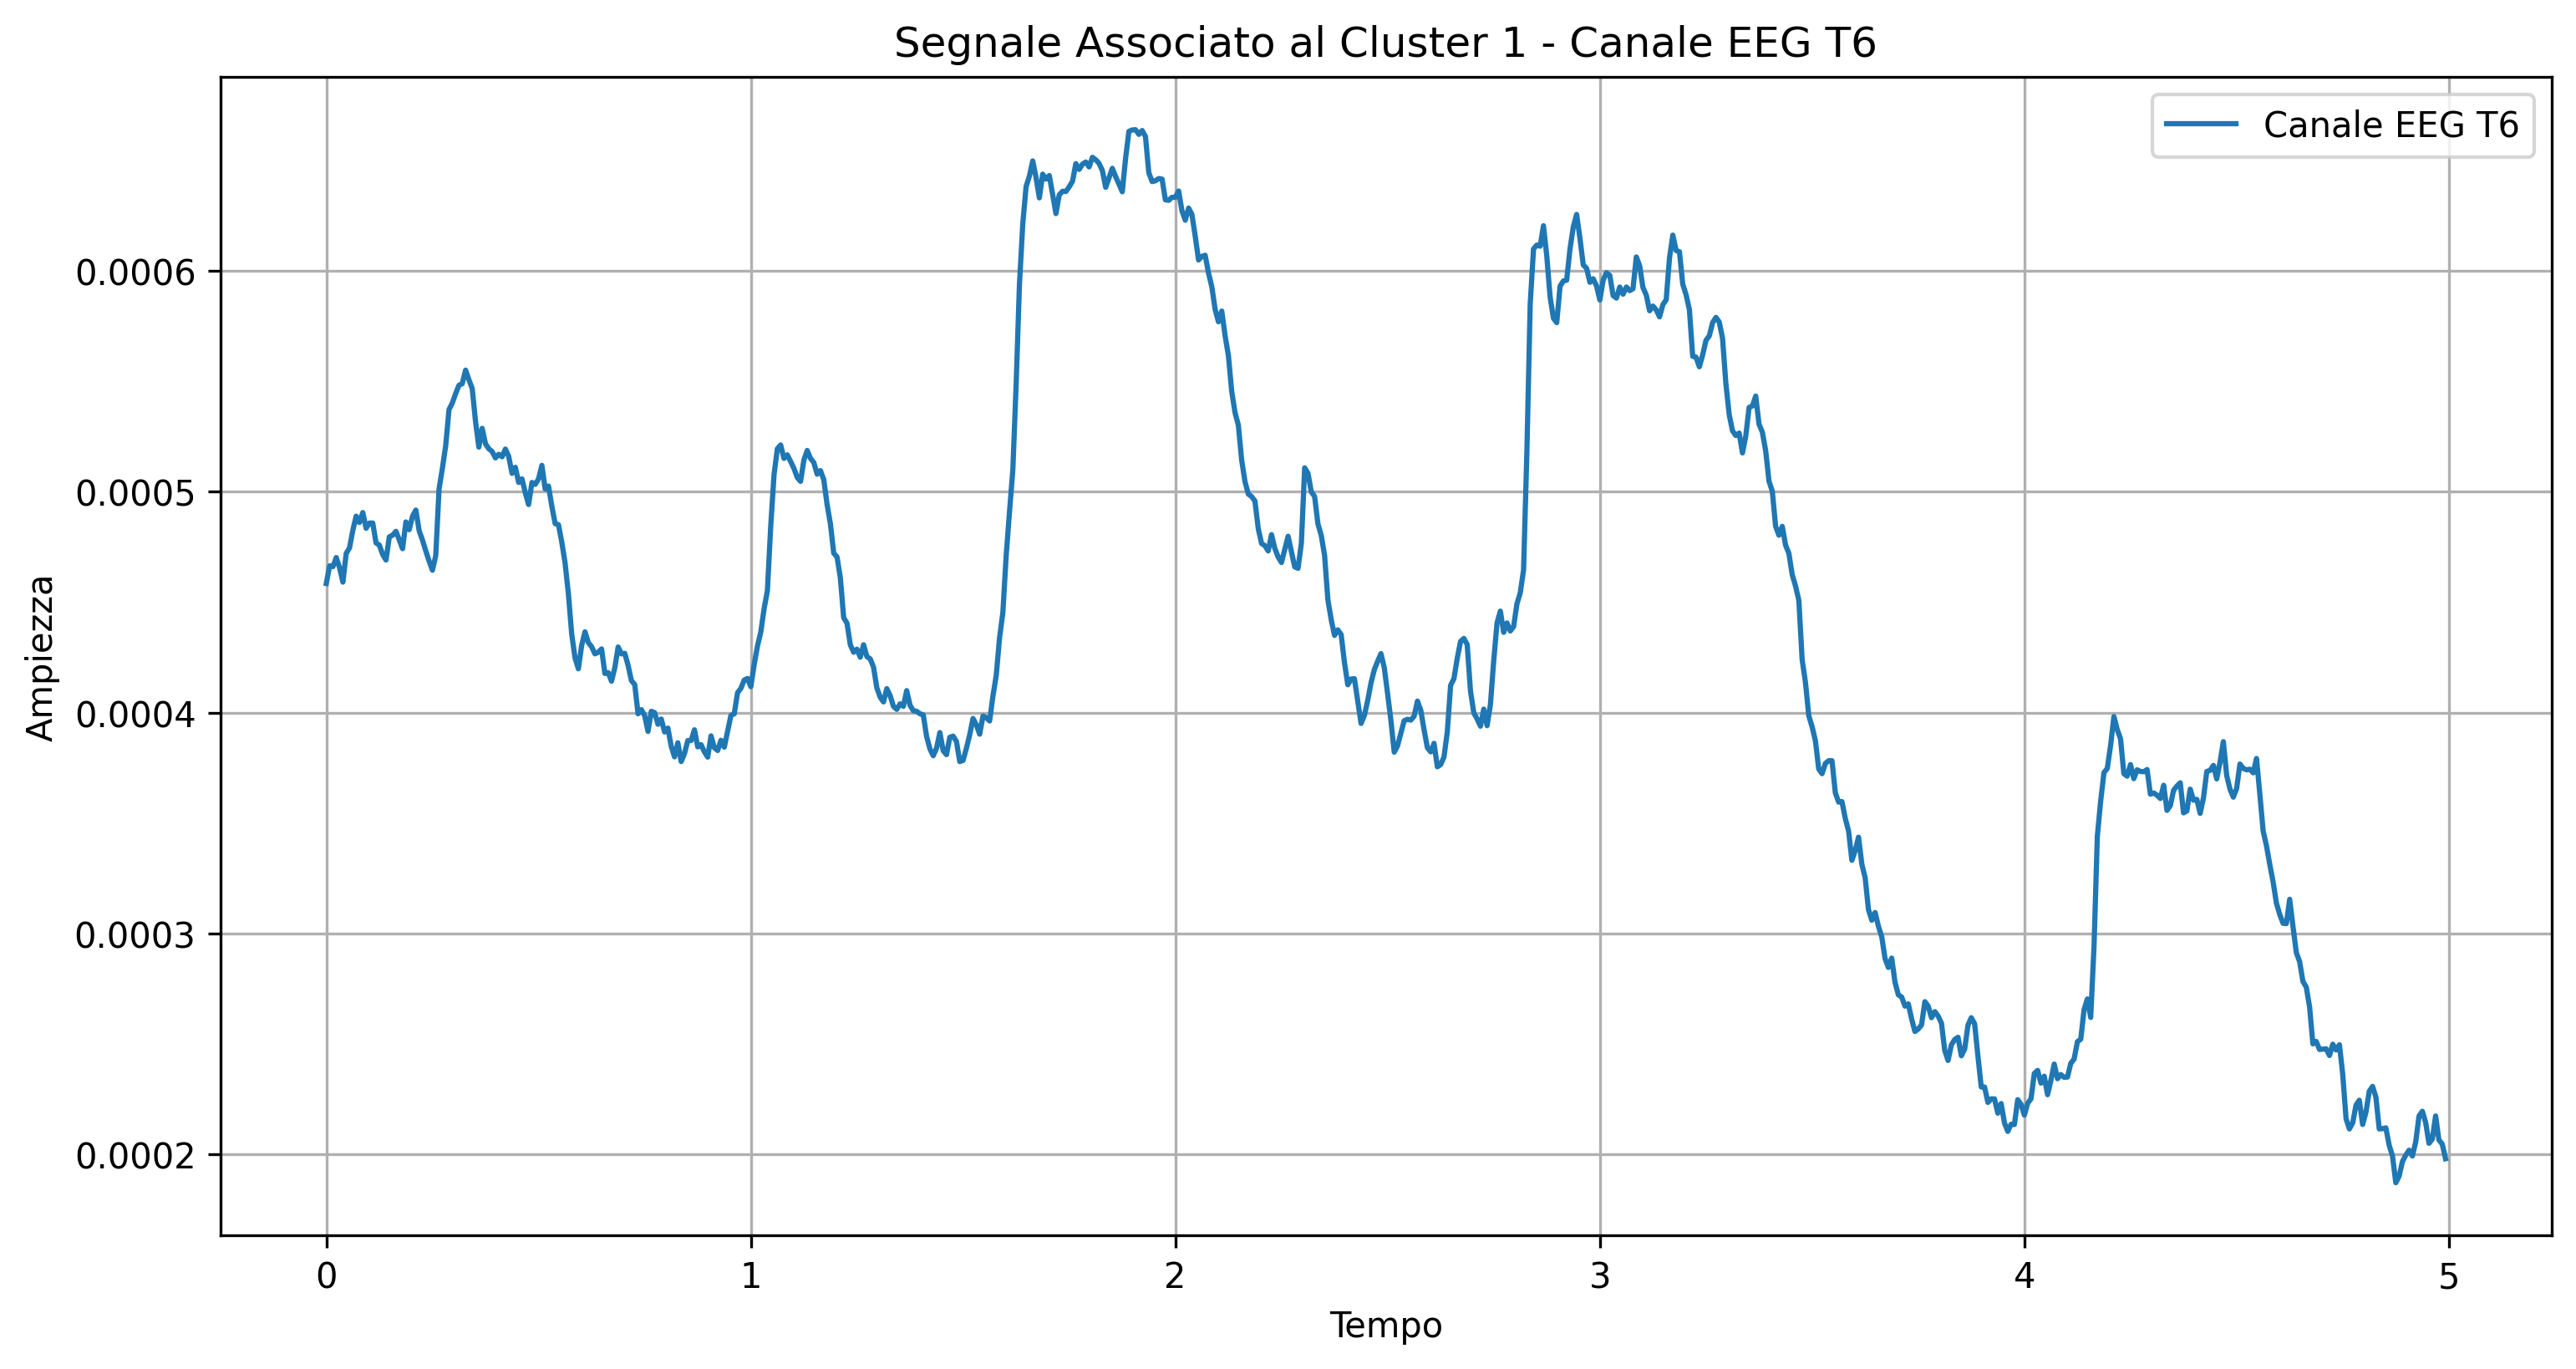 Segnale Associato al Cluster 1 - Canale EEG T6
Canale EEG T6
0.0006
0.0005
0.0004
0.0003
0.0002
Ampiezza
0 1 2 3 4 5
Tempo